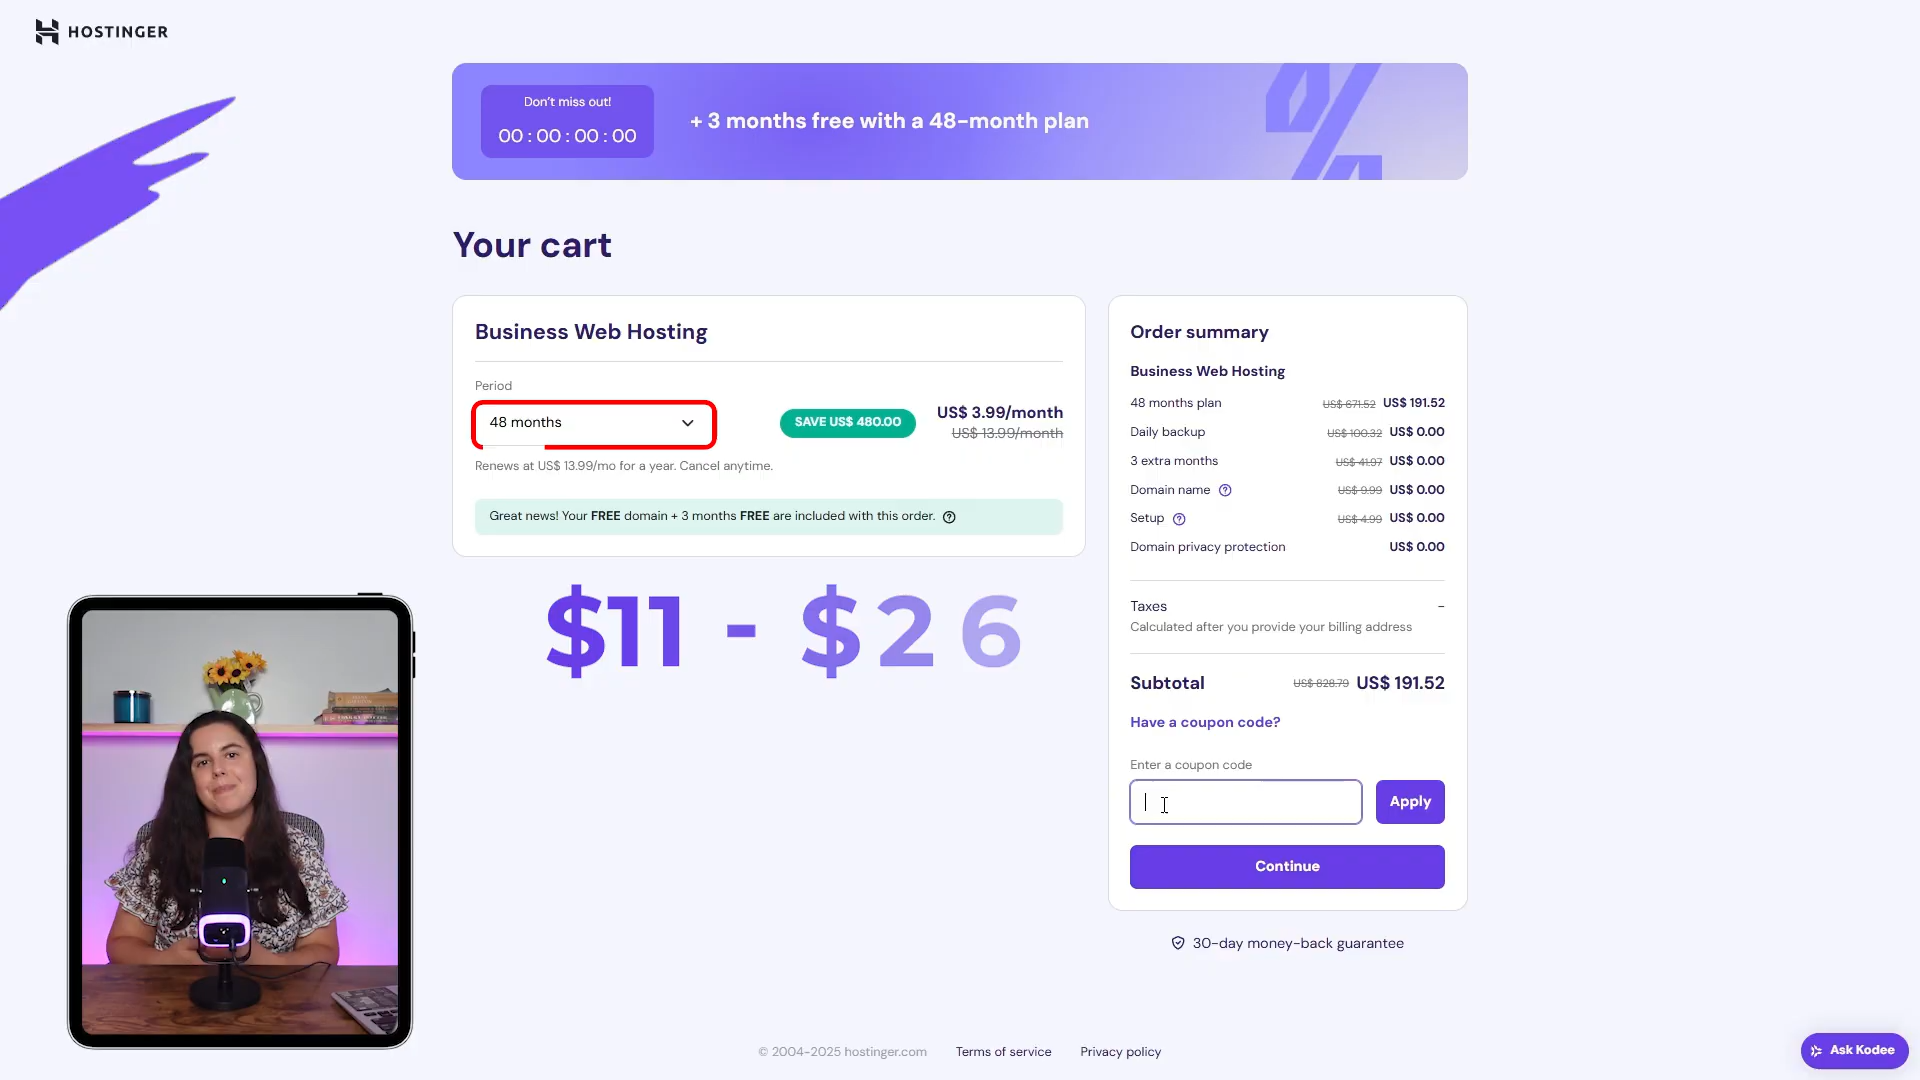 HOSTINGER
Don't miss out!
00 : 00 : 00 : 00
+ 3 months free with a 48-month plan
Your cart
Business Web Hosting
Period
48 months
SAVE US$ 480.00
US$ 3.99/month
US$ 13.99/month
Renews at US$ 13.99/mo for a year. Cancel anytime.
Great news! Your FREE domain + 3 months FREE are included with this order.
$11 - $26
Order summary
Business Web Hosting
48 months plan US$ 671.52 US$ 191.52
Daily backup US$ 100.32 US$ 0.00
3 extra months US$ 41.97 US$ 0.00
Domain name US$ 9.99 US$ 0.00
Setup US$ 4.99 US$ 0.00
Domain privacy protection US$ 0.00
Taxes -
Calculated after you provide your billing address
Subtotal US$ 828.79 US$ 191.52
Have a coupon code?
Enter a coupon code
Apply
Continue
30-day money-back guarantee
© 2004-2025 hostinger.com Terms of service Privacy policy
Ask Kodee